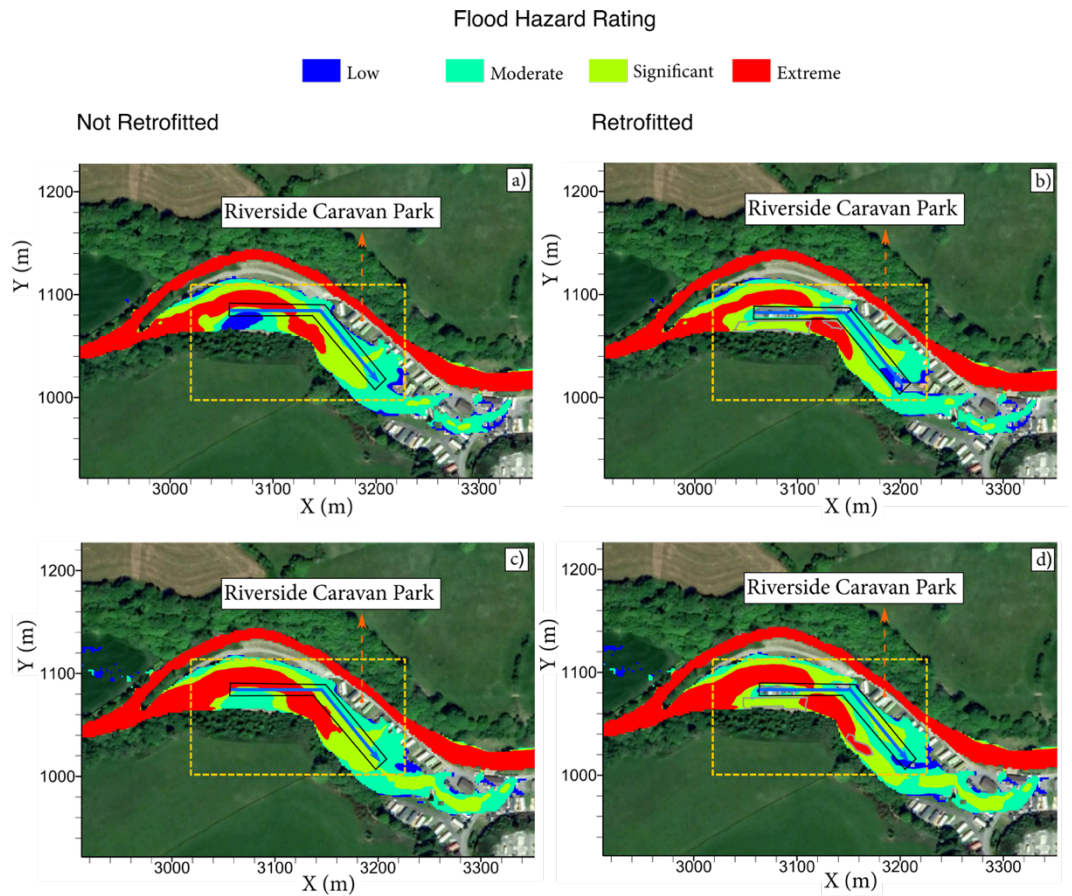 Flood Hazard Rating
Low Moderate Significant Extreme
Not Retrofitted Retrofitted
a) b)
Riverside Caravan Park Riverside Caravan Park
1200 1200
1100 1100
1000 1000
Y (m) Y (m)
3000 3100 3200 3300 3000 3100 3200 3300
X (m) X (m)
c) d)
Riverside Caravan Park Riverside Caravan Park
1200 1200
1100 1100
1000 1000
Y (m) Y (m)
3000 3100 3200 3300 3000 3100 3200 3300
X (m) X (m)